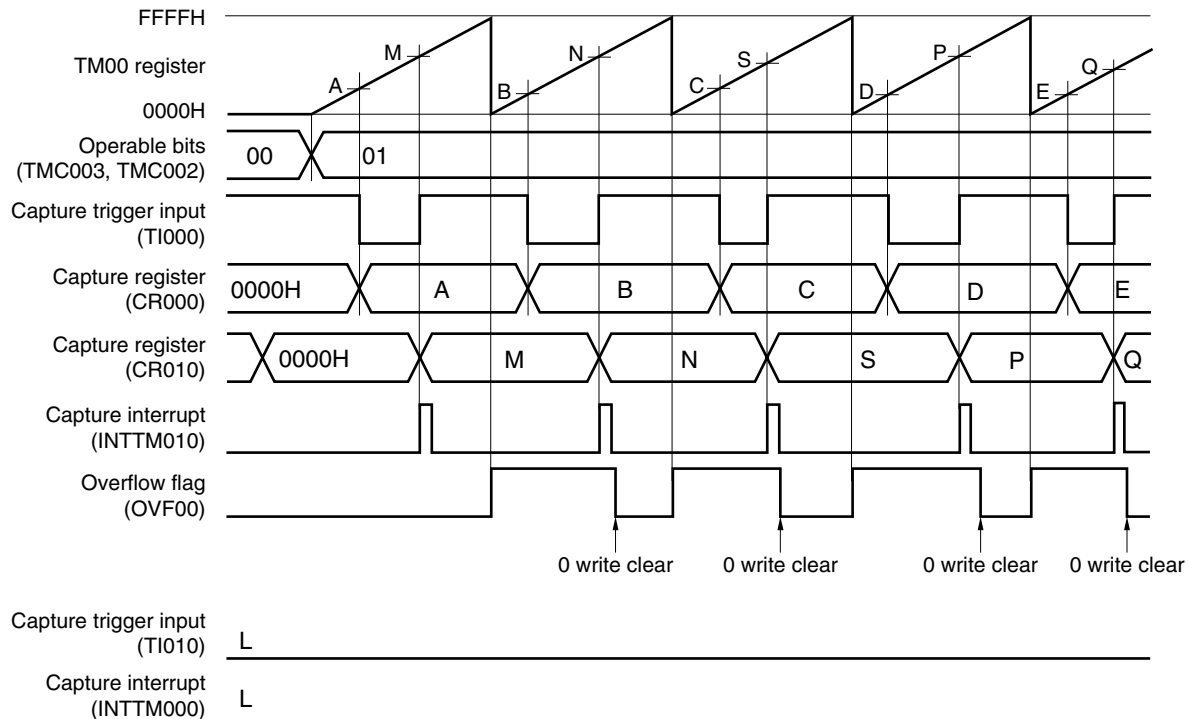 FFFFH
TM00 register
0000H
A M B N C S D P E Q
Operable bits
(TMC003, TMC002)
00 01
Capture trigger input
(TI000)
Capture register
(CR000)
0000H A B C D E
Capture register
(CR010)
0000H M N S P Q
Capture interrupt
(INTTM010)
Overflow flag
(OVF00)
0 write clear 0 write clear 0 write clear 0 write clear
Capture trigger input
(TI010)
L
Capture interrupt
(INTTM000)
L